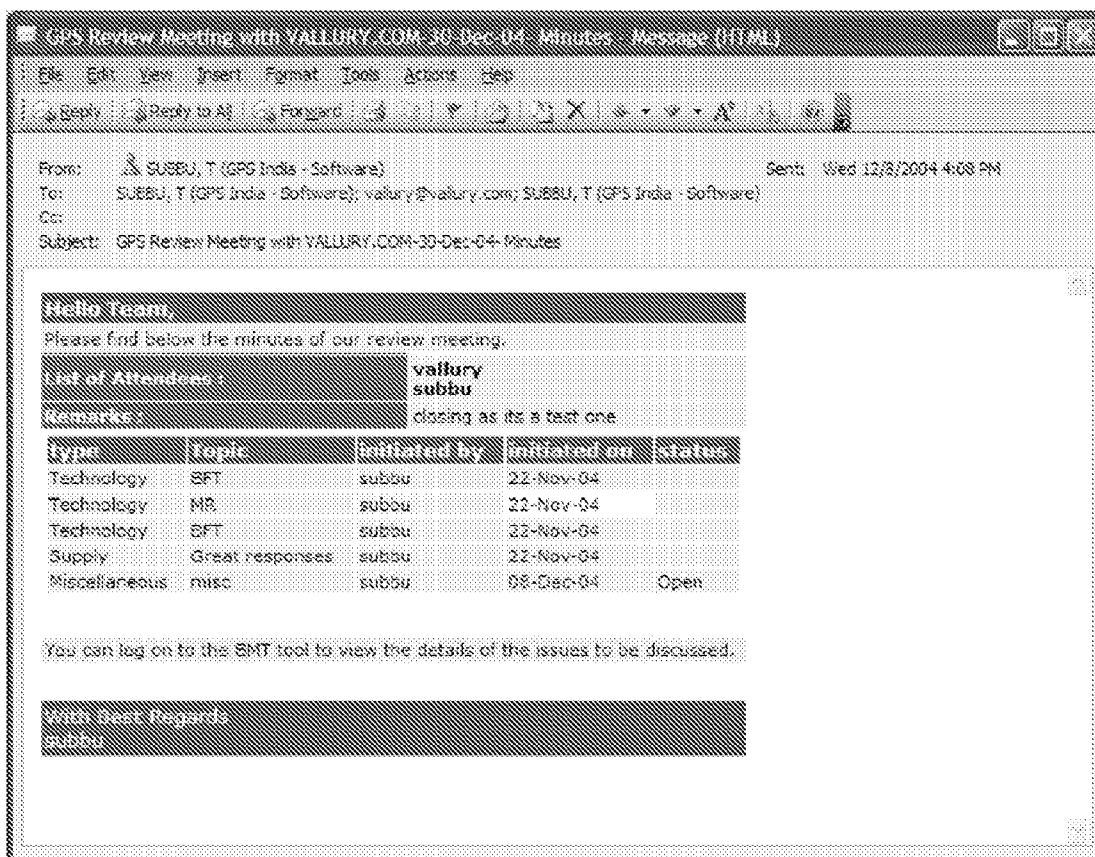 GPS Review Meeting with VALLURY.COM-30-Dec-04- Minutes - Message (HTML)
File Edit View Insert Format Tools Actions Help
Reply Reply to All Forward
From: SUBBU, T (GPS India - Software) Sent: Wed 12/8/2004 4:08 PM
To: SUBBU, T (GPS India - Software); vallury@vallury.com; SUBBU, T (GPS India - Software)
Cc:
Subject: GPS Review Meeting with VALLURY.COM-30-Dec-04- Minutes
Hello Team,
Please find below the minutes of our review meeting.
List of Attendees : vallury
subbu
Remarks : closing as its a test one
Type Topic initiated by initiated on status
Technology SFT subbu 22-Nov-04
Technology MR subbu 22-Nov-04
Technology SFT subbu 22-Nov-04
Supply Great responses subbu 22-Nov-04
Miscellaneous misc subbu 08-Dec-04 Open
You can log on to the SMT tool to view the details of the issues to be discussed.
With Best Regards
subbu